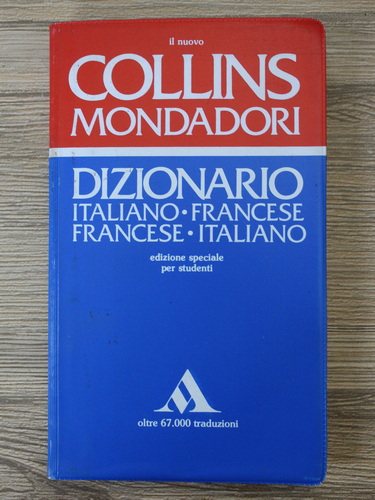 il nuovo
COLLINS
MONDADORI
DIZIONARIO
ITALIANO • FRANCESE
FRANCESE • ITALIANO
edizione speciale
per studenti
oltre 67.000 traduzioni